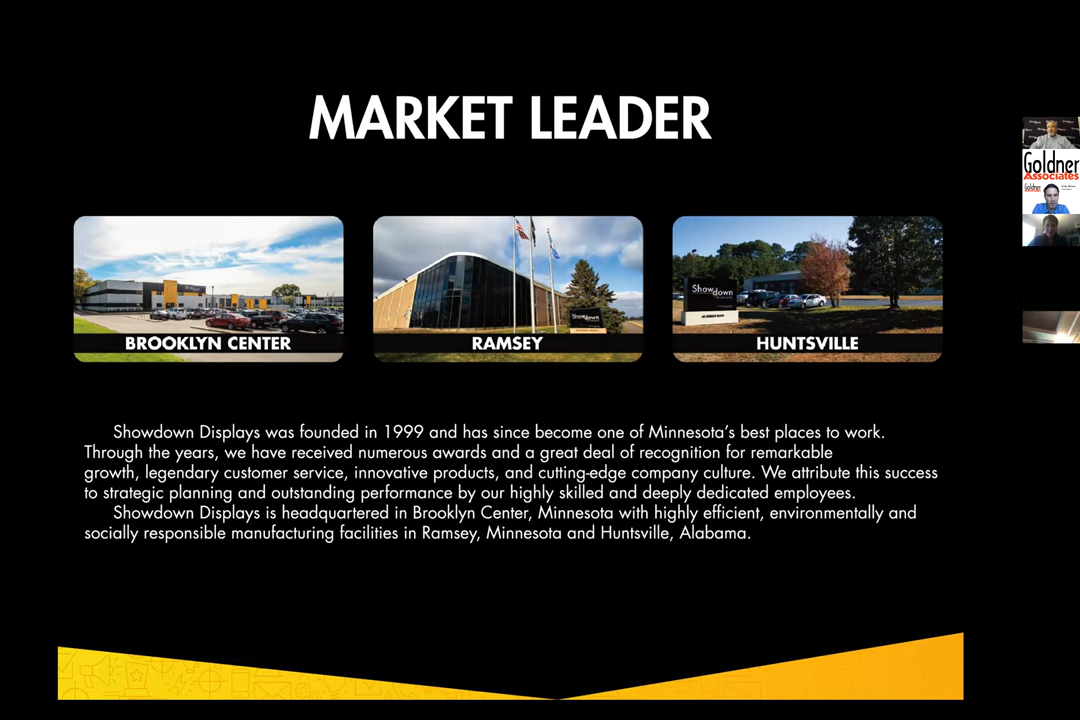 MARKET LEADER
Goldner
Associates
Goldner
Showdown
Showdown
BROOKLYN CENTER
RAMSEY
HUNTSVILLE
Showdown Displays was founded in 1999 and has since become one of Minnesota’s best places to work.
Through the years, we have received numerous awards and a great deal of recognition for remarkable
growth, legendary customer service, innovative products, and cutting-edge company culture. We attribute this success
to strategic planning and outstanding performance by our highly skilled and deeply dedicated employees.
Showdown Displays is headquartered in Brooklyn Center, Minnesota with highly efficient, environmentally and
socially responsible manufacturing facilities in Ramsey, Minnesota and Huntsville, Alabama.